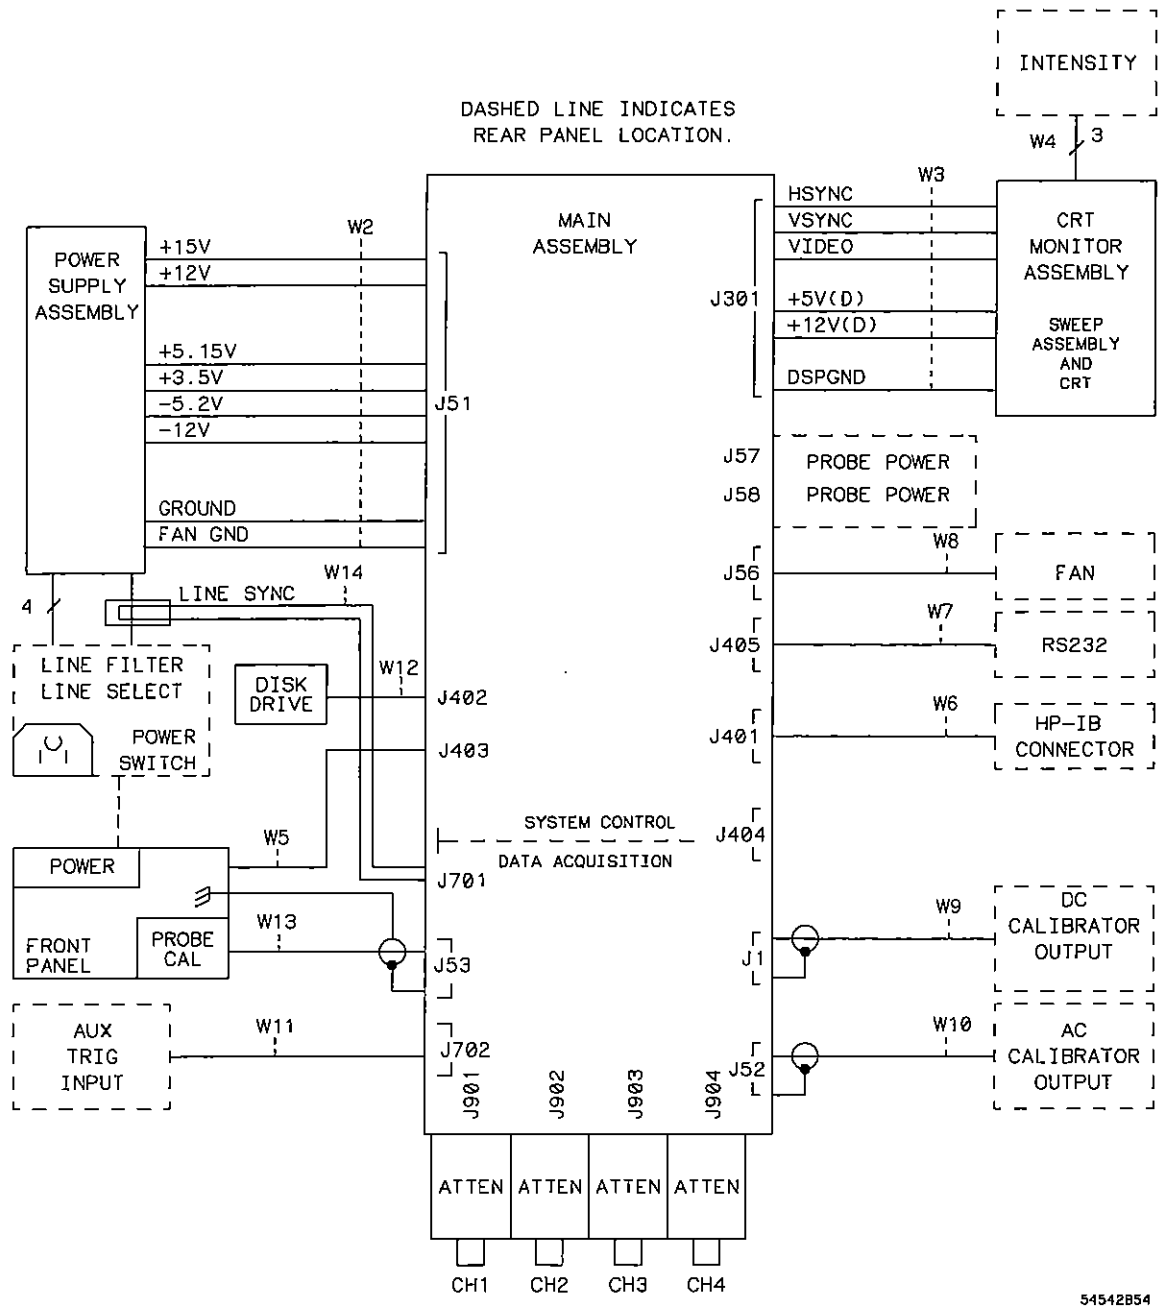 INTENSITY
W4
3
DASHED LINE INDICATES
REAR PANEL LOCATION.
W3
W2
POWER
SUPPLY
ASSEMBLY
+15V
+12V
+5.15V
+3.5V
-5.2V
-12V
GROUND
FAN GND
J51
MAIN
ASSEMBLY
J301
HSYNC
VSYNC
VIDEO
+5V(D)
+12V(D)
DSPGND
CRT
MONITOR
ASSEMBLY
SWEEP
ASSEMBLY
AND
CRT
J57
PROBE POWER
J58
PROBE POWER
W8
J56
FAN
W7
J405
RS232
W6
J401
HP-IB
CONNECTOR
J404
4
LINE SYNC
W14
LINE FILTER
LINE SELECT
POWER
SWITCH
DISK
DRIVE
W12
J402
J403
SYSTEM CONTROL
DATA ACQUISITION
W5
J701
POWER
FRONT
PANEL
PROBE
CAL
W13
J53
W9
J1
DC
CALIBRATOR
OUTPUT
AUX
TRIG
INPUT
W11
J702
W10
J52
AC
CALIBRATOR
OUTPUT
J901
J902
J903
J904
ATTEN
ATTEN
ATTEN
ATTEN
CH1
CH2
CH3
CH4
54542B54